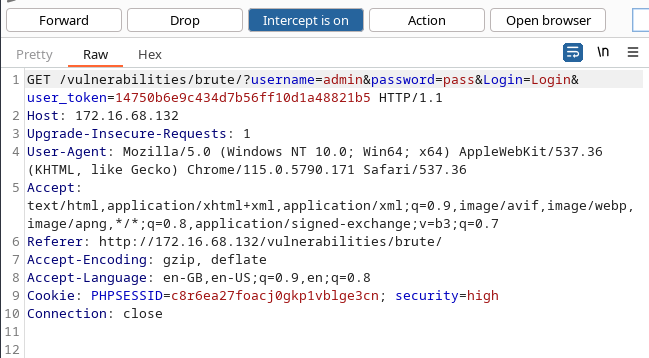 Forward Drop Intercept is on Action Open browser
Pretty Raw Hex \n
1 GET /vulnerabilities/brute/?username=admin&password=pass&Login=Login&
user_token=14750b6e9c434d7b56ff10d1a48821b5 HTTP/1.1
2 Host: 172.16.68.132
3 Upgrade-Insecure-Requests: 1
4 User-Agent: Mozilla/5.0 (Windows NT 10.0; Win64; x64) AppleWebKit/537.36
(KHTML, like Gecko) Chrome/115.0.5790.171 Safari/537.36
5 Accept:
text/html,application/xhtml+xml,application/xml;q=0.9,image/avif,image/webp,
image/apng,*/*;q=0.8,application/signed-exchange;v=b3;q=0.7
6 Referer: http://172.16.68.132/vulnerabilities/brute/
7 Accept-Encoding: gzip, deflate
8 Accept-Language: en-GB,en-US;q=0.9,en;q=0.8
9 Cookie: PHPSESSID=c8r6ea27foacj0gkp1vblge3cn; security=high
10 Connection: close
11
12